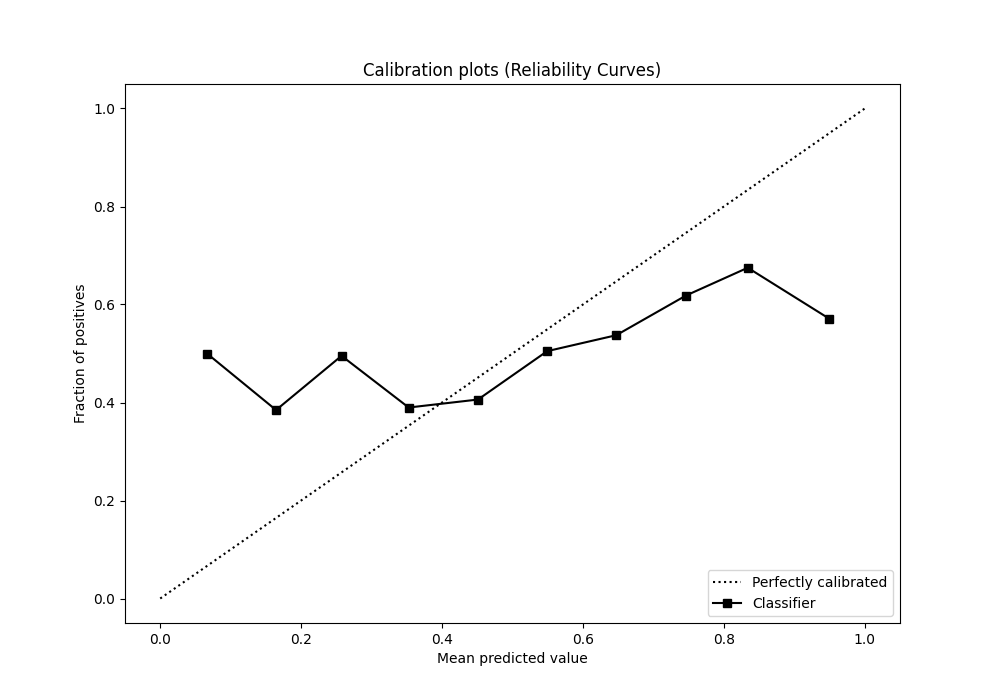 Calibration plots (Reliability Curves)
1.0
0.8
0.6
0.4
0.2
0.0
Fraction of positives
0.0 0.2 0.4 0.6 0.8 1.0
Mean predicted value
Perfectly calibrated
Classifier